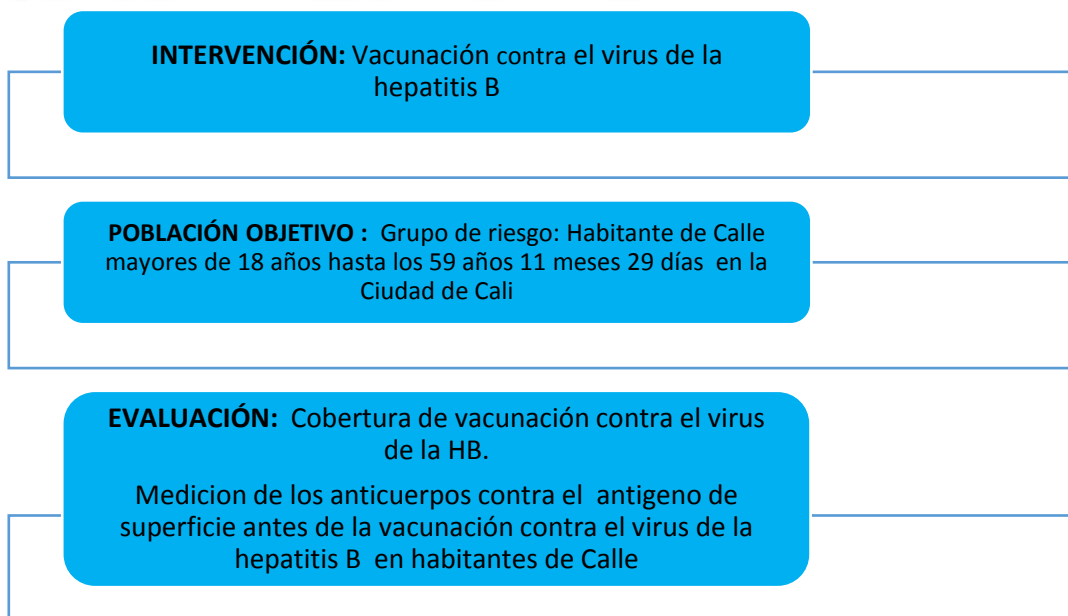 INTERVENCIÓN: Vacunación contra el virus de la
hepatitis B
POBLACIÓN OBJETIVO : Grupo de riesgo: Habitante de Calle
mayores de 18 años hasta los 59 años 11 meses 29 días en la
Ciudad de Cali
EVALUACIÓN: Cobertura de vacunación contra el virus
de la HB.
Medicion de los anticuerpos contra el antigeno de
superficie antes de la vacunación contra el virus de la
hepatitis B en habitantes de Calle